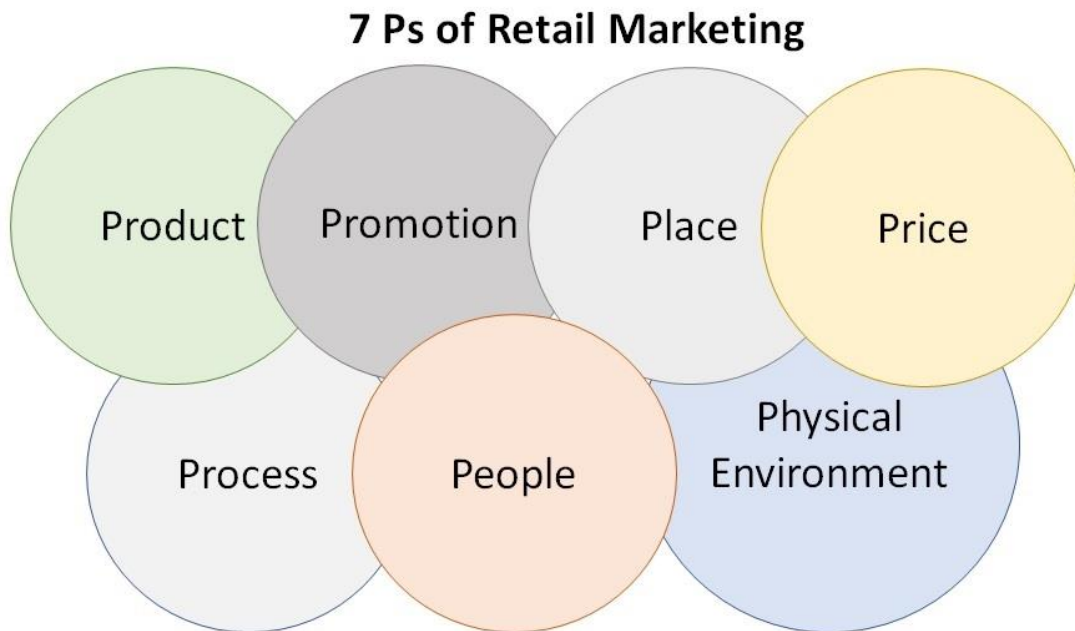 7 Ps of Retail Marketing
Product
Promotion
Place
Price
Process
People
Physical
Environment